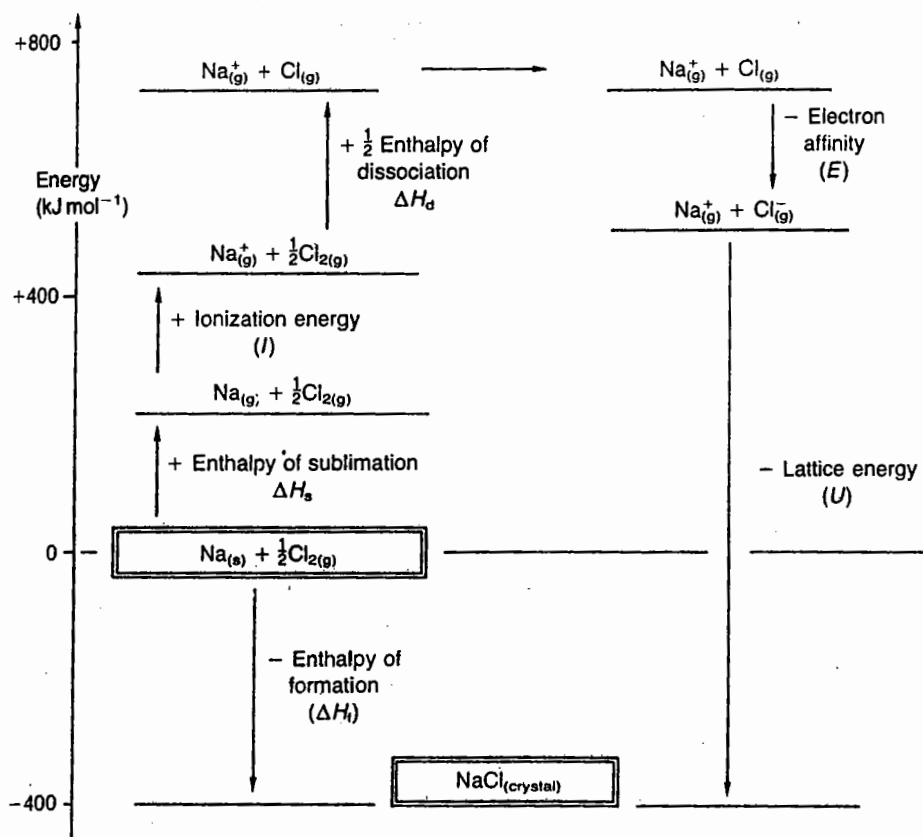 +800
Na⁺(g) + Cl(g)
Na⁺(g) + Cl(g)
− Electron
affinity
(E)
+ ½ Enthalpy of
dissociation
ΔHd
Energy
(kJ mol⁻¹)
Na⁺(g) + Cl⁻(g)
Na⁺(g) + ½Cl₂(g)
+400
+ Ionization energy
(I)
Na(g; + ½Cl₂(g)
+ Enthalpy of sublimation
ΔHs
− Lattice energy
(U)
0
Na(s) + ½Cl₂(g)
− Enthalpy of
formation
(ΔHf)
NaCl(crystal)
−400